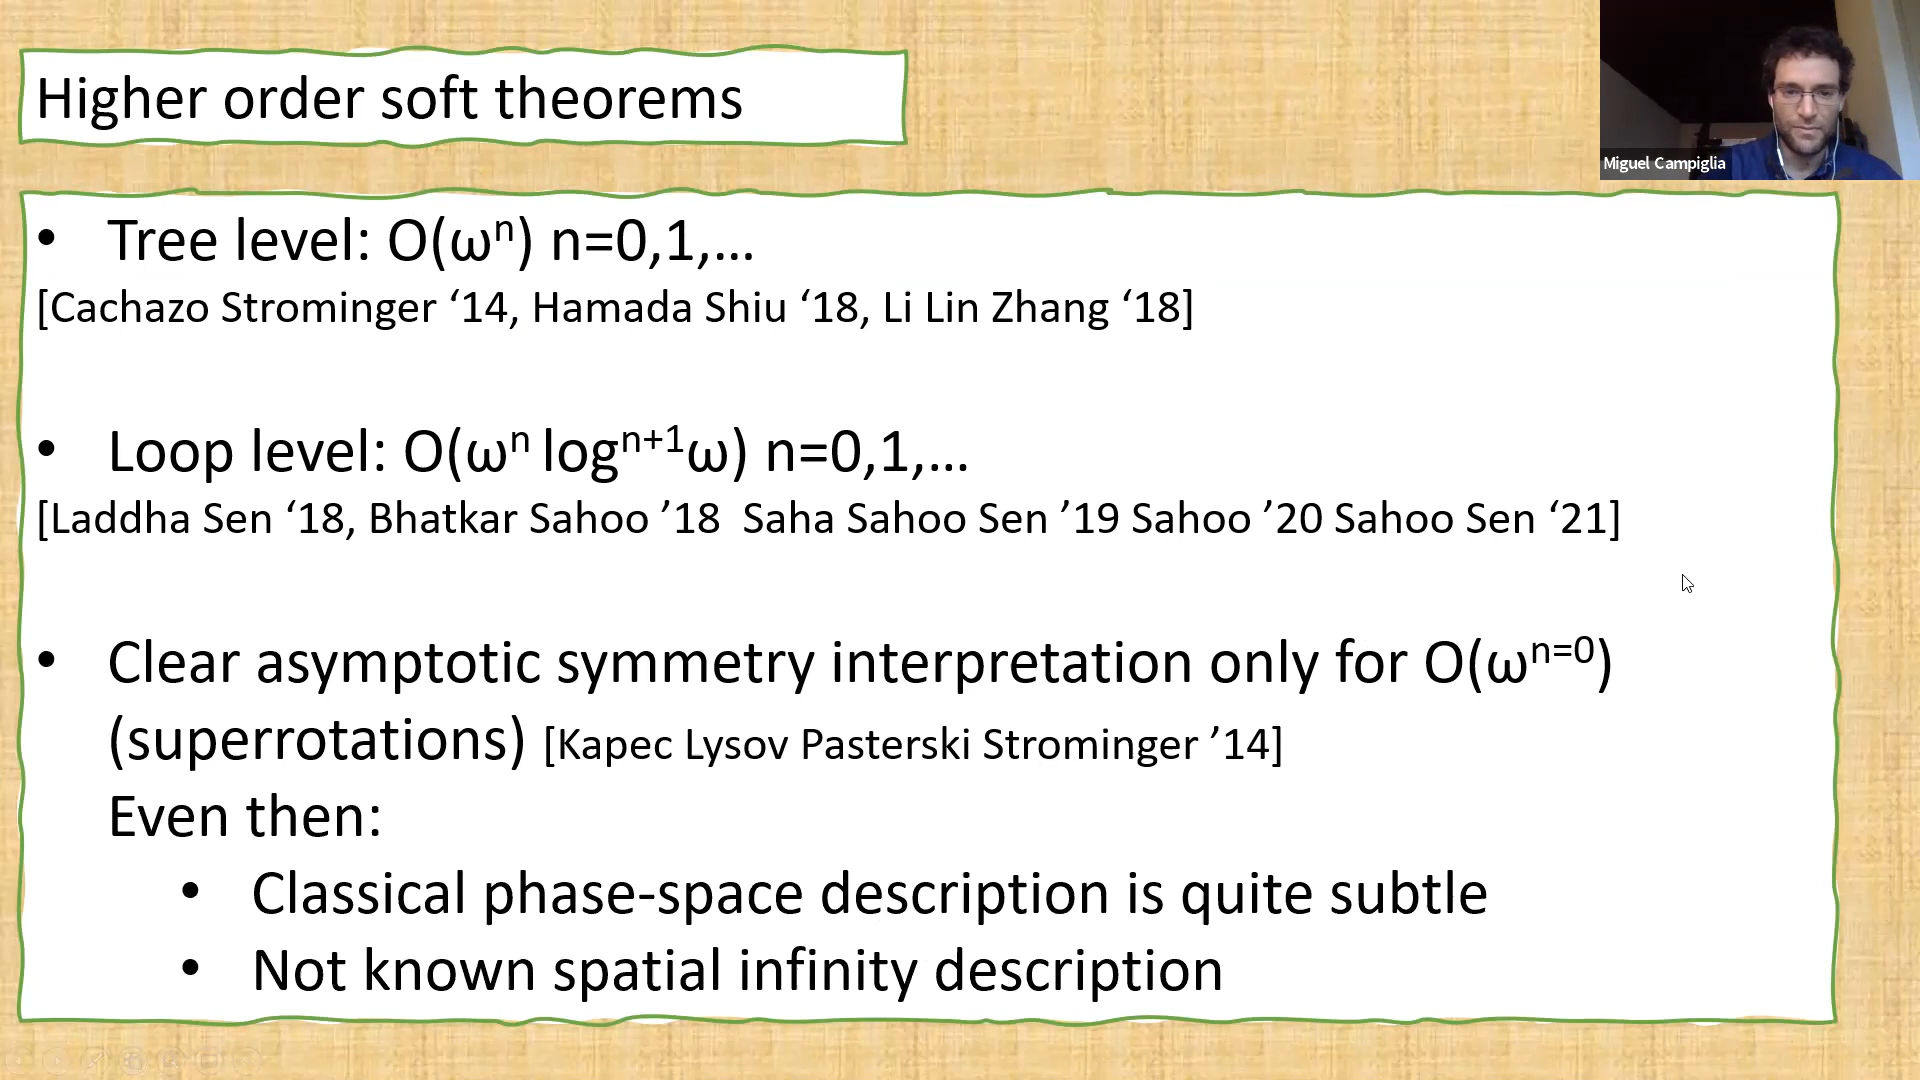 Higher order soft theorems
Miguel Campiglia
• Tree level: O(ωⁿ) n=0,1,...
[Cachazo Strominger ‘14, Hamada Shiu ‘18, Li Lin Zhang ‘18]
• Loop level: O(ωⁿ logⁿ⁺¹ω) n=0,1,...
[Laddha Sen ‘18, Bhatkar Sahoo ’18 Saha Sahoo Sen ’19 Sahoo ’20 Sahoo Sen ‘21]
• Clear asymptotic symmetry interpretation only for O(ωⁿ⁼⁰)
(superrotations) [Kapec Lysov Pasterski Strominger ’14]
Even then:
• Classical phase-space description is quite subtle
• Not known spatial infinity description